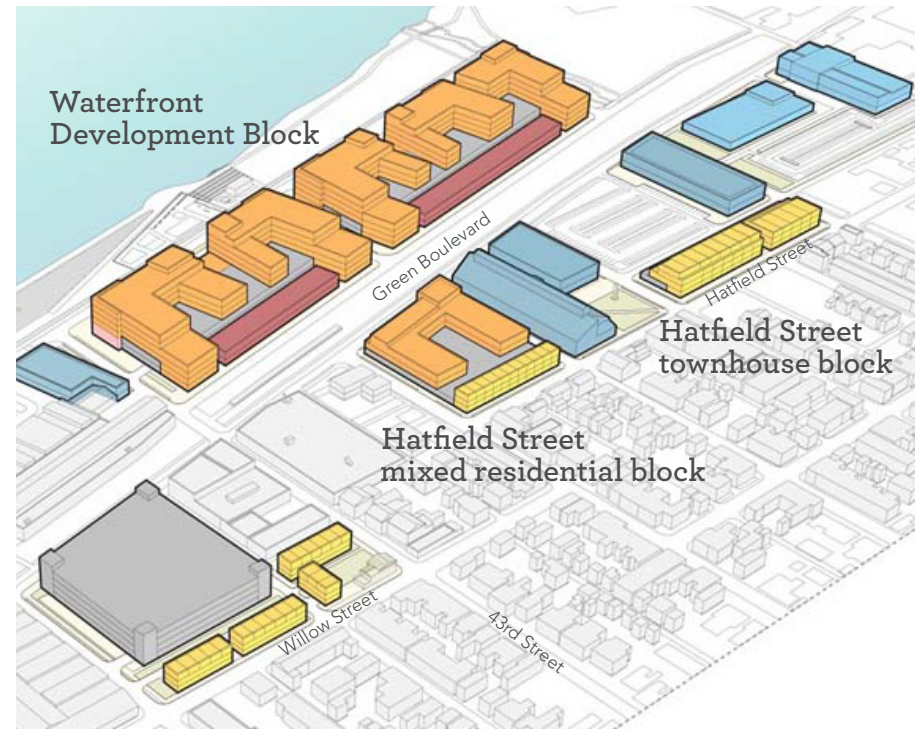 Waterfront
Development Block
Green Boulevard
Hatfield Street
Hatfield Street
townhouse block
Hatfield Street
mixed residential block
Willow Street
43rd Street